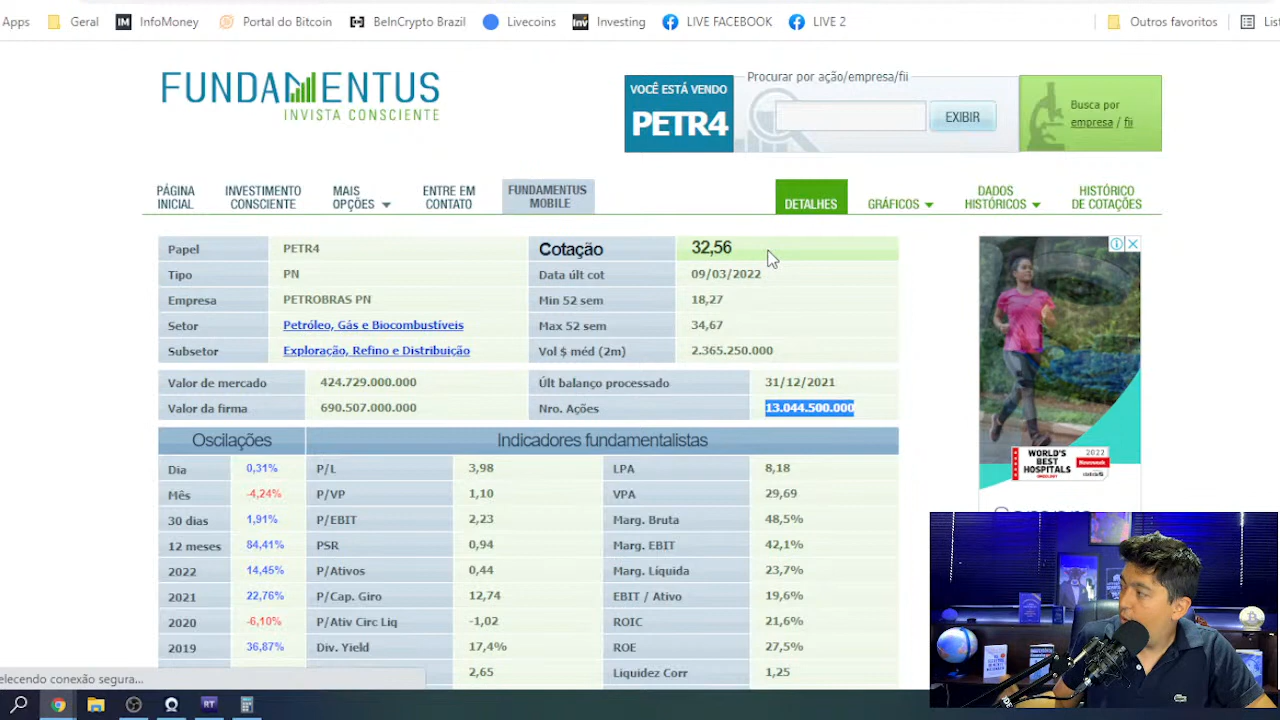 Apps
Geral
IM
InfoMoney
Portal do Bitcoin
BeInCrypto Brazil
Livecoins
Inv
Investing
LIVE FACEBOOK
LIVE 2
Outros favoritos
FUNDAMENTUS
INVISTA CONSCIENTE
VOCÊ ESTÁ VENDO
PETR4
Procurar por ação/empresa/fii
EXIBIR
Busca por
empresa / fii
PÁGINA INICIAL
INVESTIMENTO CONSCIENTE
MAIS OPÇÕES
ENTRE EM CONTATO
FUNDAMENTUS MOBILE
DETALHES
GRÁFICOS
DADOS HISTÓRICOS
HISTÓRICO DE COTAÇÕES
Papel PETR4 Cotação 32,56
Tipo PN Data últ cot 09/03/2022
Empresa PETROBRAS PN Min 52 sem 18,27
Setor Petróleo, Gás e Biocombustíveis Max 52 sem 34,67
Subsetor Exploração, Refino e Distribuição Vol $ méd (2m) 2.365.250.000
Valor de mercado 424.729.000.000 Últ balanço processado 31/12/2021
Valor da firma 690.507.000.000 Nro. Ações 13.044.500.000
Oscilações Indicadores fundamentalistas
Dia 0,31% P/L 3,98 LPA 8,18
Mês -4,24% P/VP 1,10 VPA 29,69
30 dias 1,91% P/EBIT 2,23 Marg. Bruta 48,5%
12 meses 84,41% PSR 0,94 Marg. EBIT 42,1%
2022 14,45% P/Ativos 0,44 Marg. Líquida 23,7%
2021 22,76% P/Cap. Giro 12,74 EBIT / Ativo 19,6%
2020 -6,10% P/Ativ Circ Liq -1,02 ROIC 21,6%
2019 36,87% Div. Yield 17,4% ROE 27,5%
2,65 Liquidez Corr 1,25
WORLD'S BEST HOSPITALS
2022
Newsweek
elecendo conexão segura...
RT